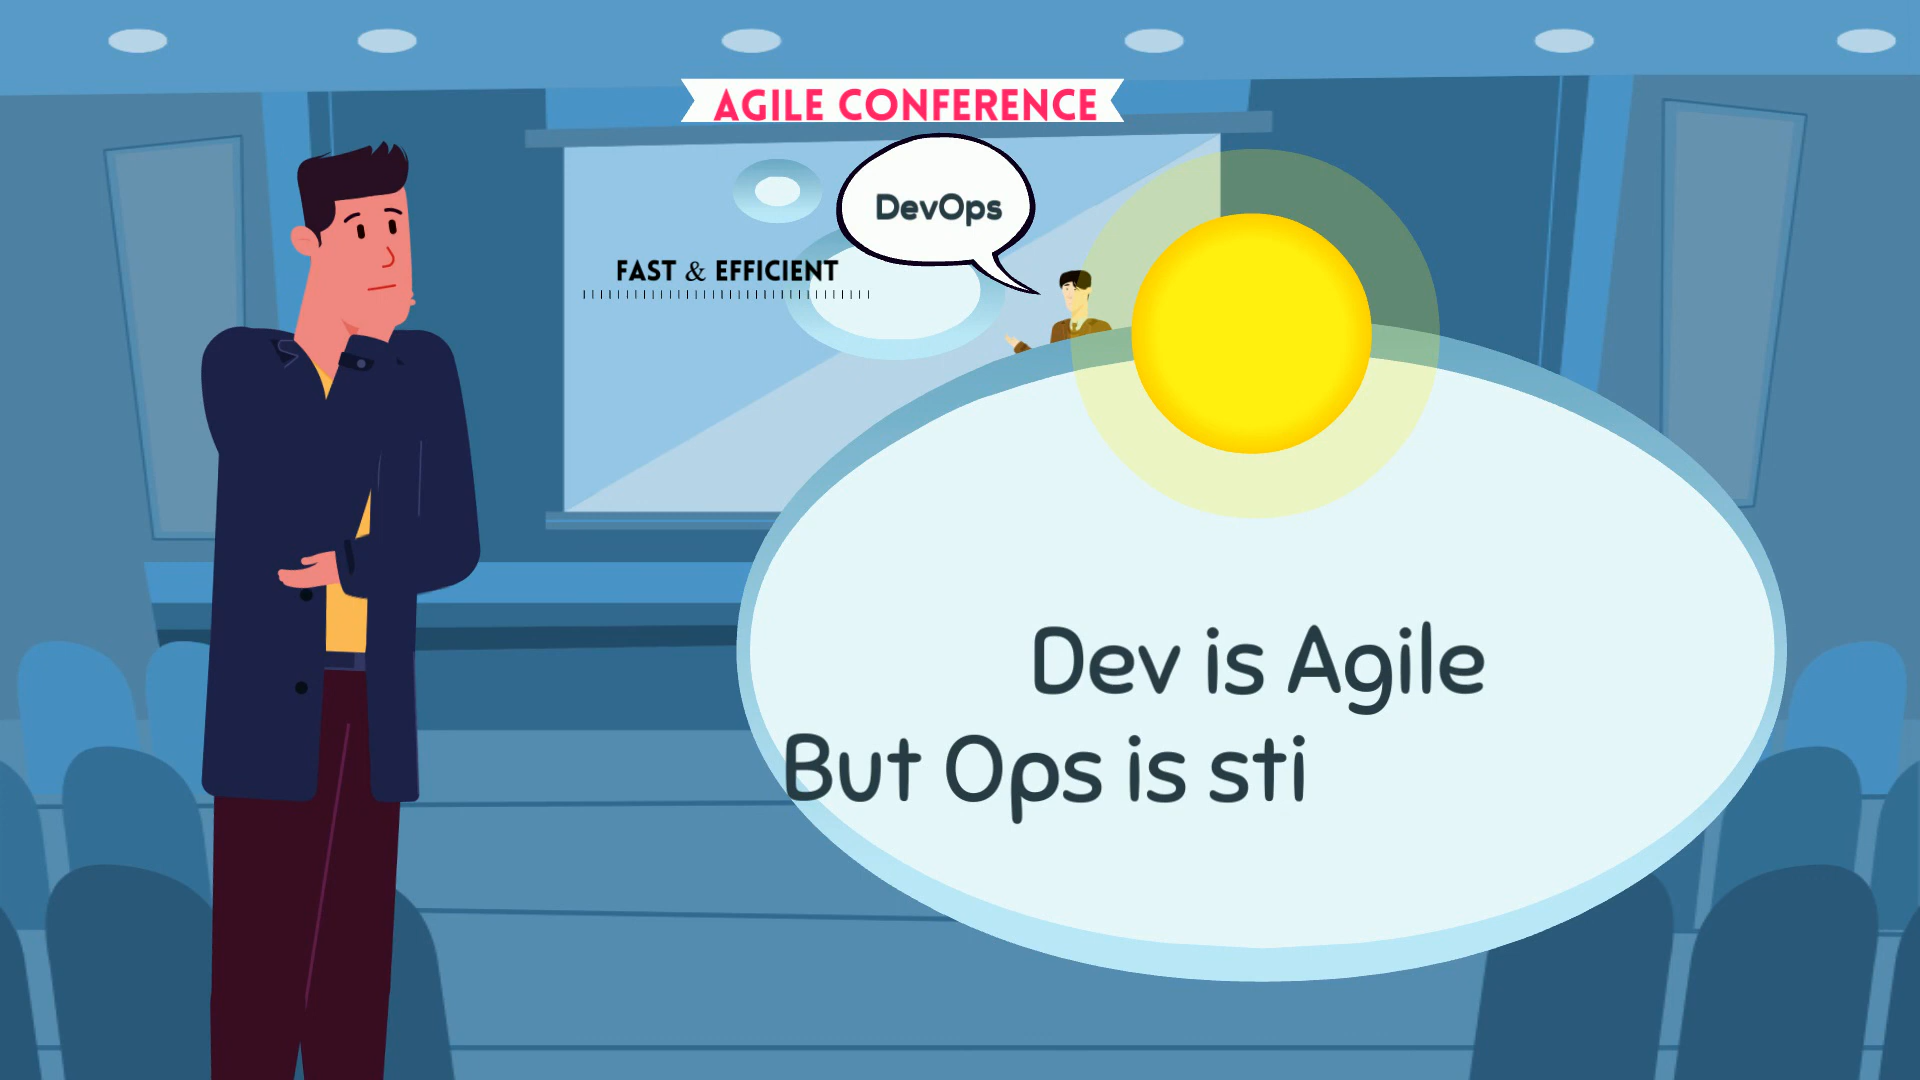 AGILE CONFERENCE
DevOps
FAST & EFFICIENT
Dev is Agile
But Ops is sti